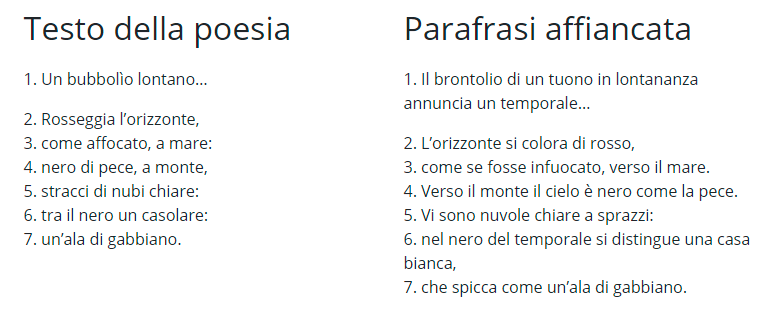 Testo della poesia
1. Un bubbolìo lontano...
2. Rosseggia l'orizzonte,
3. come affocato, a mare:
4. nero di pece, a monte,
5. stracci di nubi chiare:
6. tra il nero un casolare:
7. un'ala di gabbiano.
Parafrasi affiancata
1. Il brontolio di un tuono in lontananza
annuncia un temporale...
2. L'orizzonte si colora di rosso,
3. come se fosse infuocato, verso il mare.
4. Verso il monte il cielo è nero come la pece.
5. Vi sono nuvole chiare a sprazzi:
6. nel nero del temporale si distingue una casa
bianca,
7. che spicca come un'ala di gabbiano.